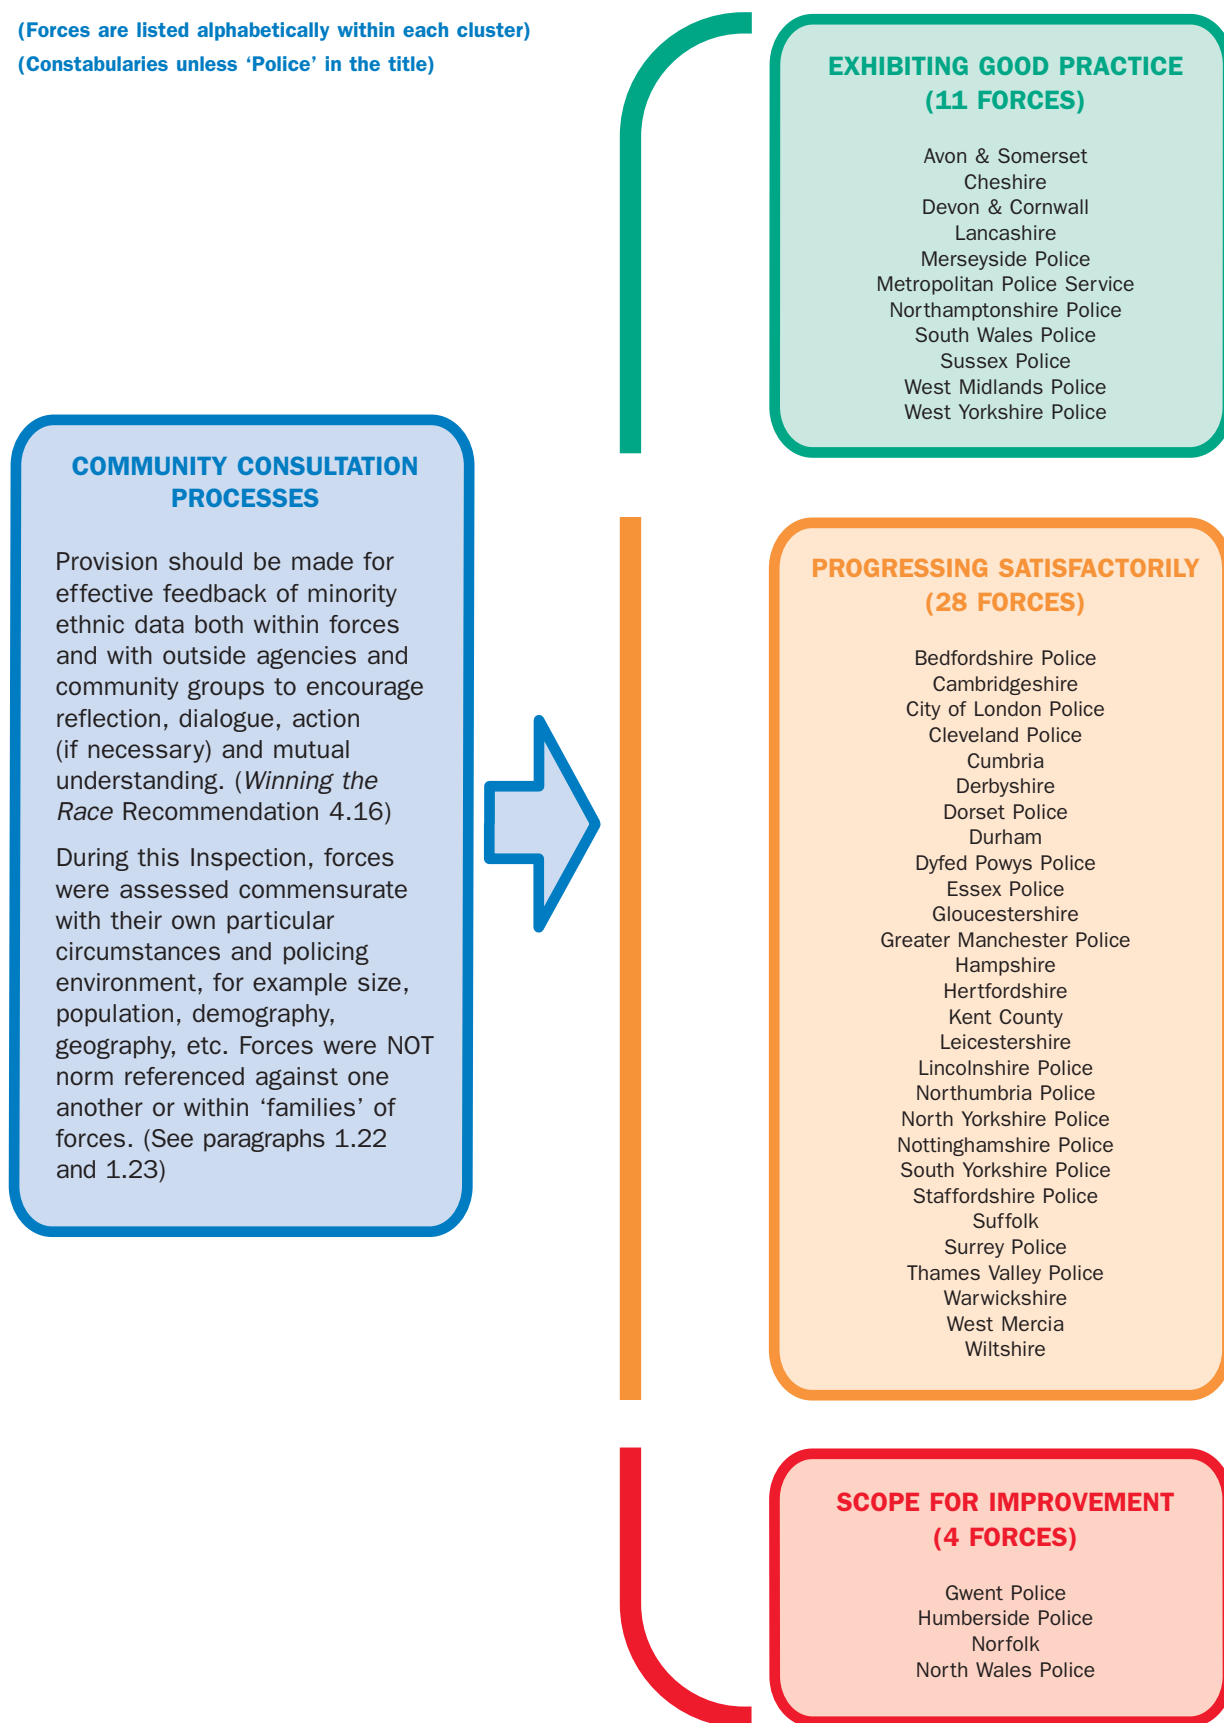 (Forces are listed alphabetically within each cluster)
(Constabularies unless ‘Police’ in the title)
COMMUNITY CONSULTATION
PROCESSES
Provision should be made for
effective feedback of minority
ethnic data both within forces
and with outside agencies and
community groups to encourage
reflection, dialogue, action
(if necessary) and mutual
understanding. (Winning the
Race Recommendation 4.16)
During this Inspection, forces
were assessed commensurate
with their own particular
circumstances and policing
environment, for example size,
population, demography,
geography, etc. Forces were NOT
norm referenced against one
another or within ‘families’ of
forces. (See paragraphs 1.22
and 1.23)
EXHIBITING GOOD PRACTICE
(11 FORCES)
Avon & Somerset
Cheshire
Devon & Cornwall
Lancashire
Merseyside Police
Metropolitan Police Service
Northamptonshire Police
South Wales Police
Sussex Police
West Midlands Police
West Yorkshire Police
PROGRESSING SATISFACTORILY
(28 FORCES)
Bedfordshire Police
Cambridgeshire
City of London Police
Cleveland Police
Cumbria
Derbyshire
Dorset Police
Durham
Dyfed Powys Police
Essex Police
Gloucestershire
Greater Manchester Police
Hampshire
Hertfordshire
Kent County
Leicestershire
Lincolnshire Police
Northumbria Police
North Yorkshire Police
Nottinghamshire Police
South Yorkshire Police
Staffordshire Police
Suffolk
Surrey Police
Thames Valley Police
Warwickshire
West Mercia
Wiltshire
SCOPE FOR IMPROVEMENT
(4 FORCES)
Gwent Police
Humberside Police
Norfolk
North Wales Police